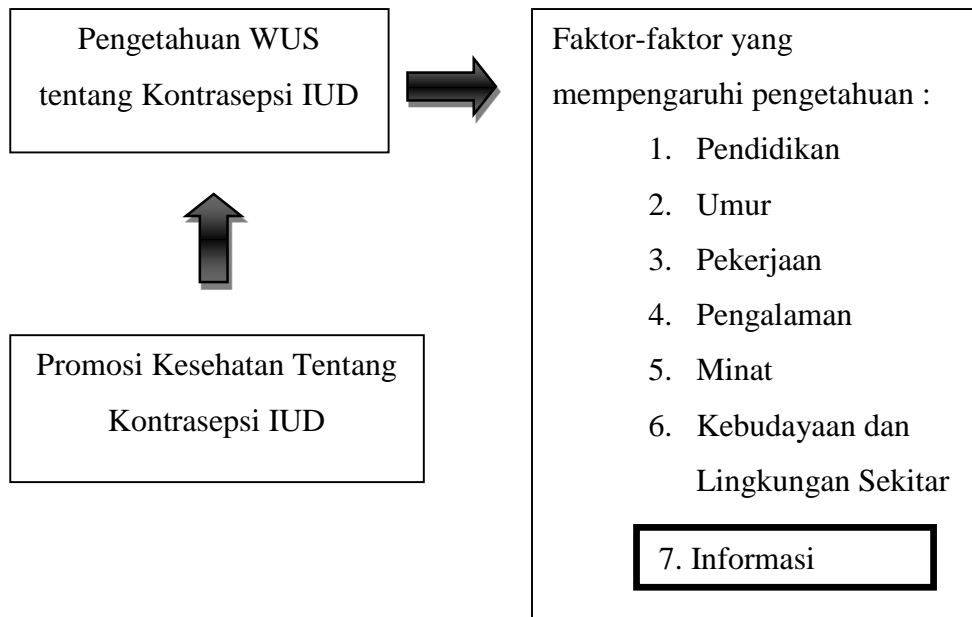 Pengetahuan WUS
tentang Kontrasepsi IUD
Promosi Kesehatan Tentang
Kontrasepsi IUD
Faktor-faktor yang
mempengaruhi pengetahuan :
1. Pendidikan
2. Umur
3. Pekerjaan
4. Pengalaman
5. Minat
6. Kebudayaan dan
Lingkungan Sekitar
7. Informasi